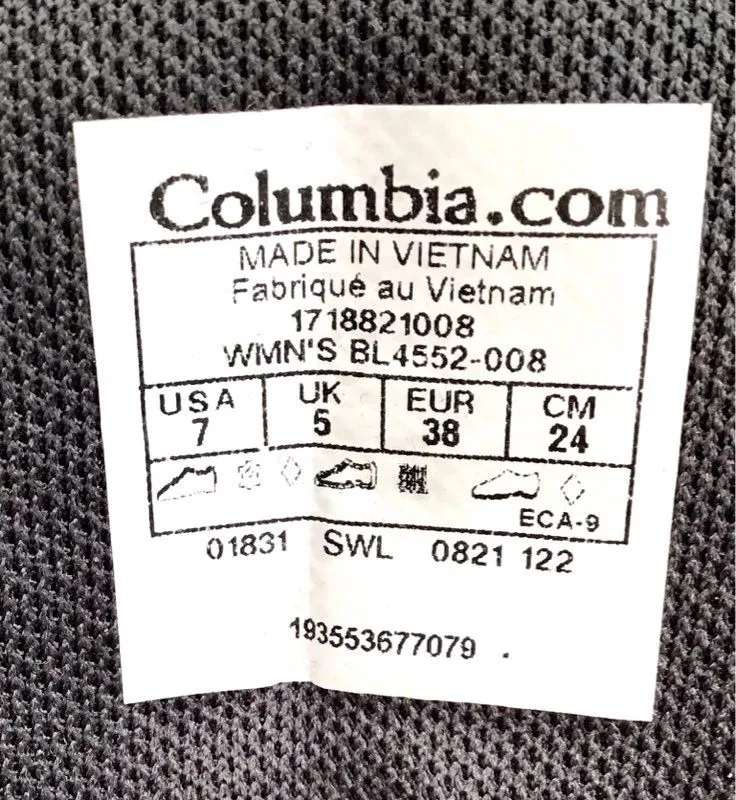 Columbia.com
MADE IN VIETNAM
Fabriqué au Vietnam
1718821008
WMN'S BL4552-008
USA UK EUR CM
7 5 38 24
ECA-9
01831 SWL 0821 122
193553677079 .